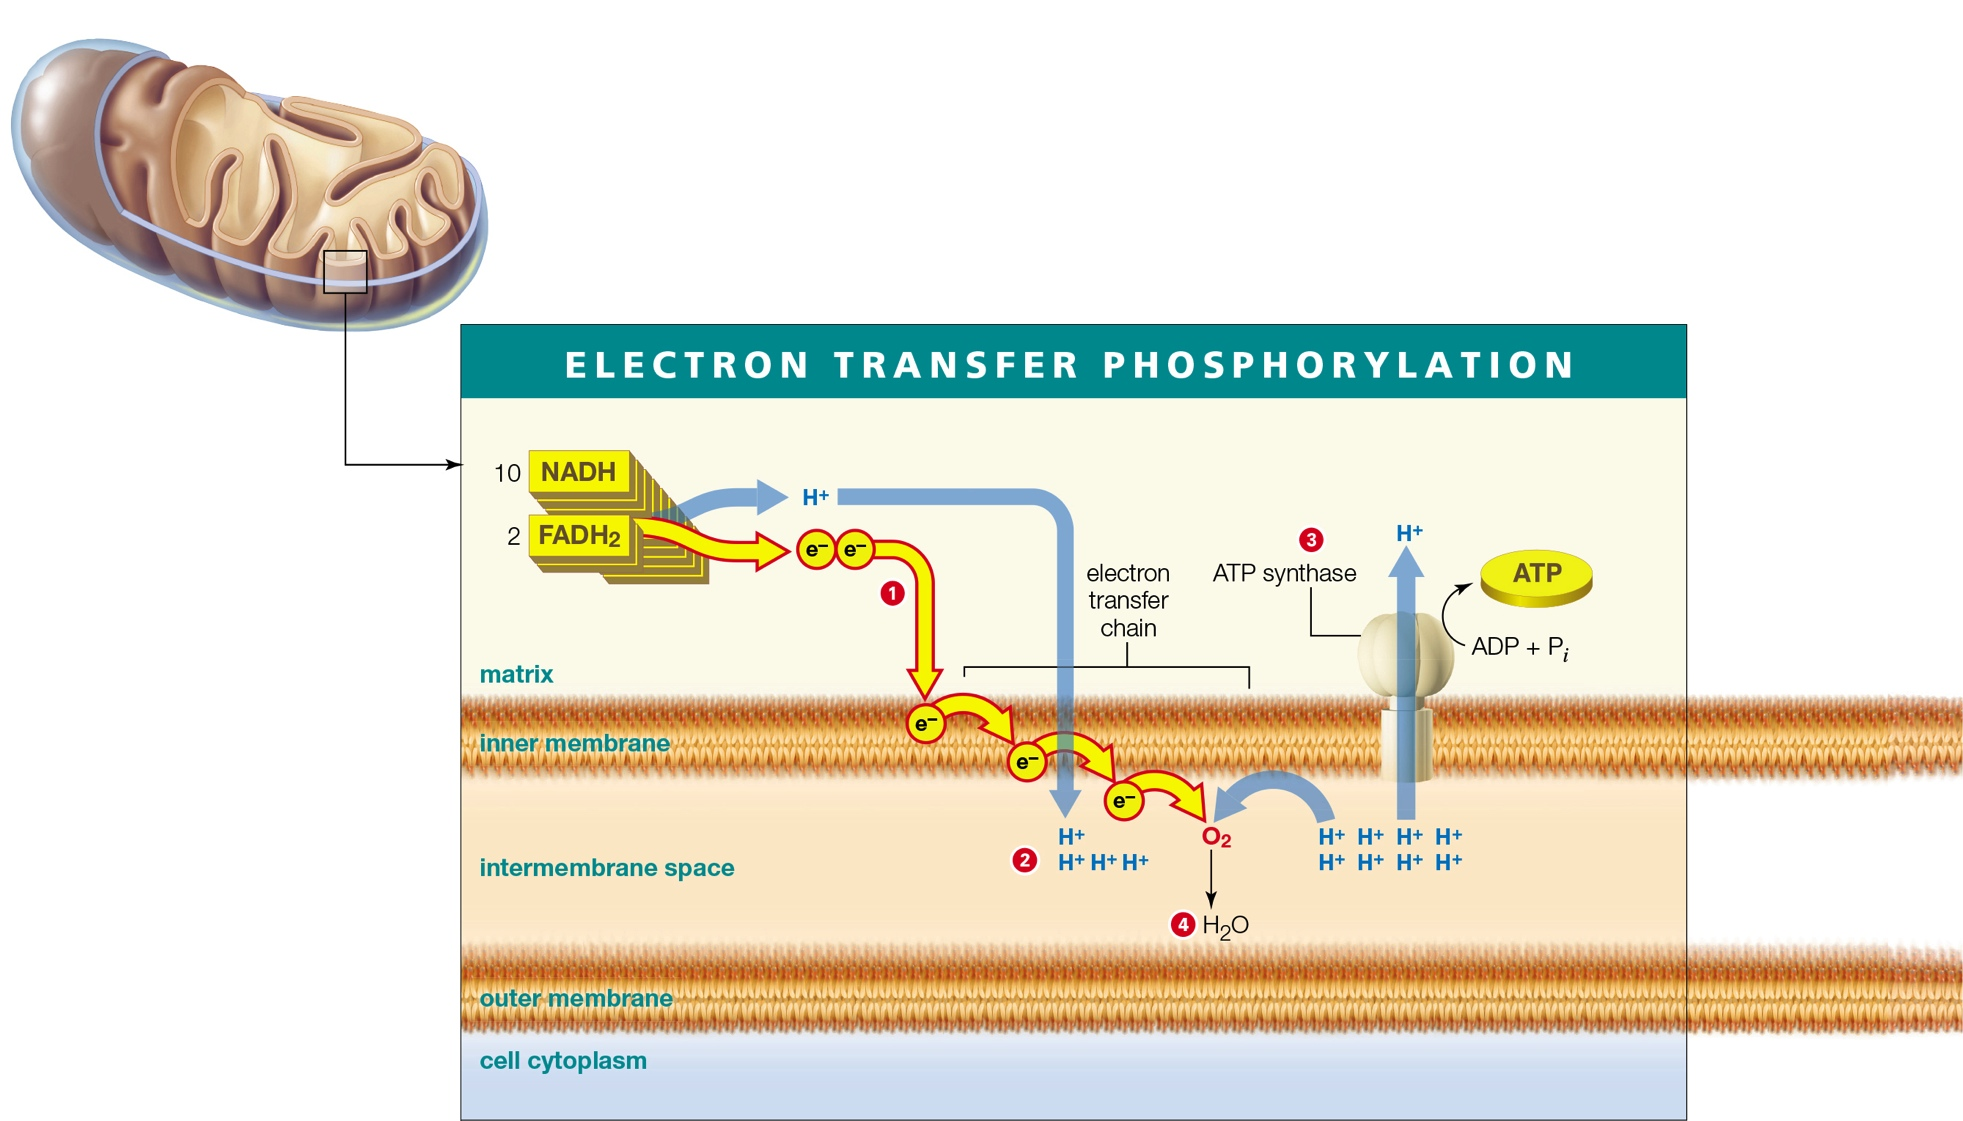 ELECTRON TRANSFER PHOSPHORYLATION
10 NADH
2 FADH₂
H⁺
e⁻ e⁻
1
electron
transfer
chain
3
ATP synthase
H⁺
ATP
ADP + Pᵢ
matrix
inner membrane
e⁻
e⁻
e⁻
intermembrane space
2
H⁺
H⁺ H⁺ H⁺
O₂
H⁺ H⁺ H⁺ H⁺
H⁺ H⁺ H⁺ H⁺
4 H₂O
outer membrane
cell cytoplasm